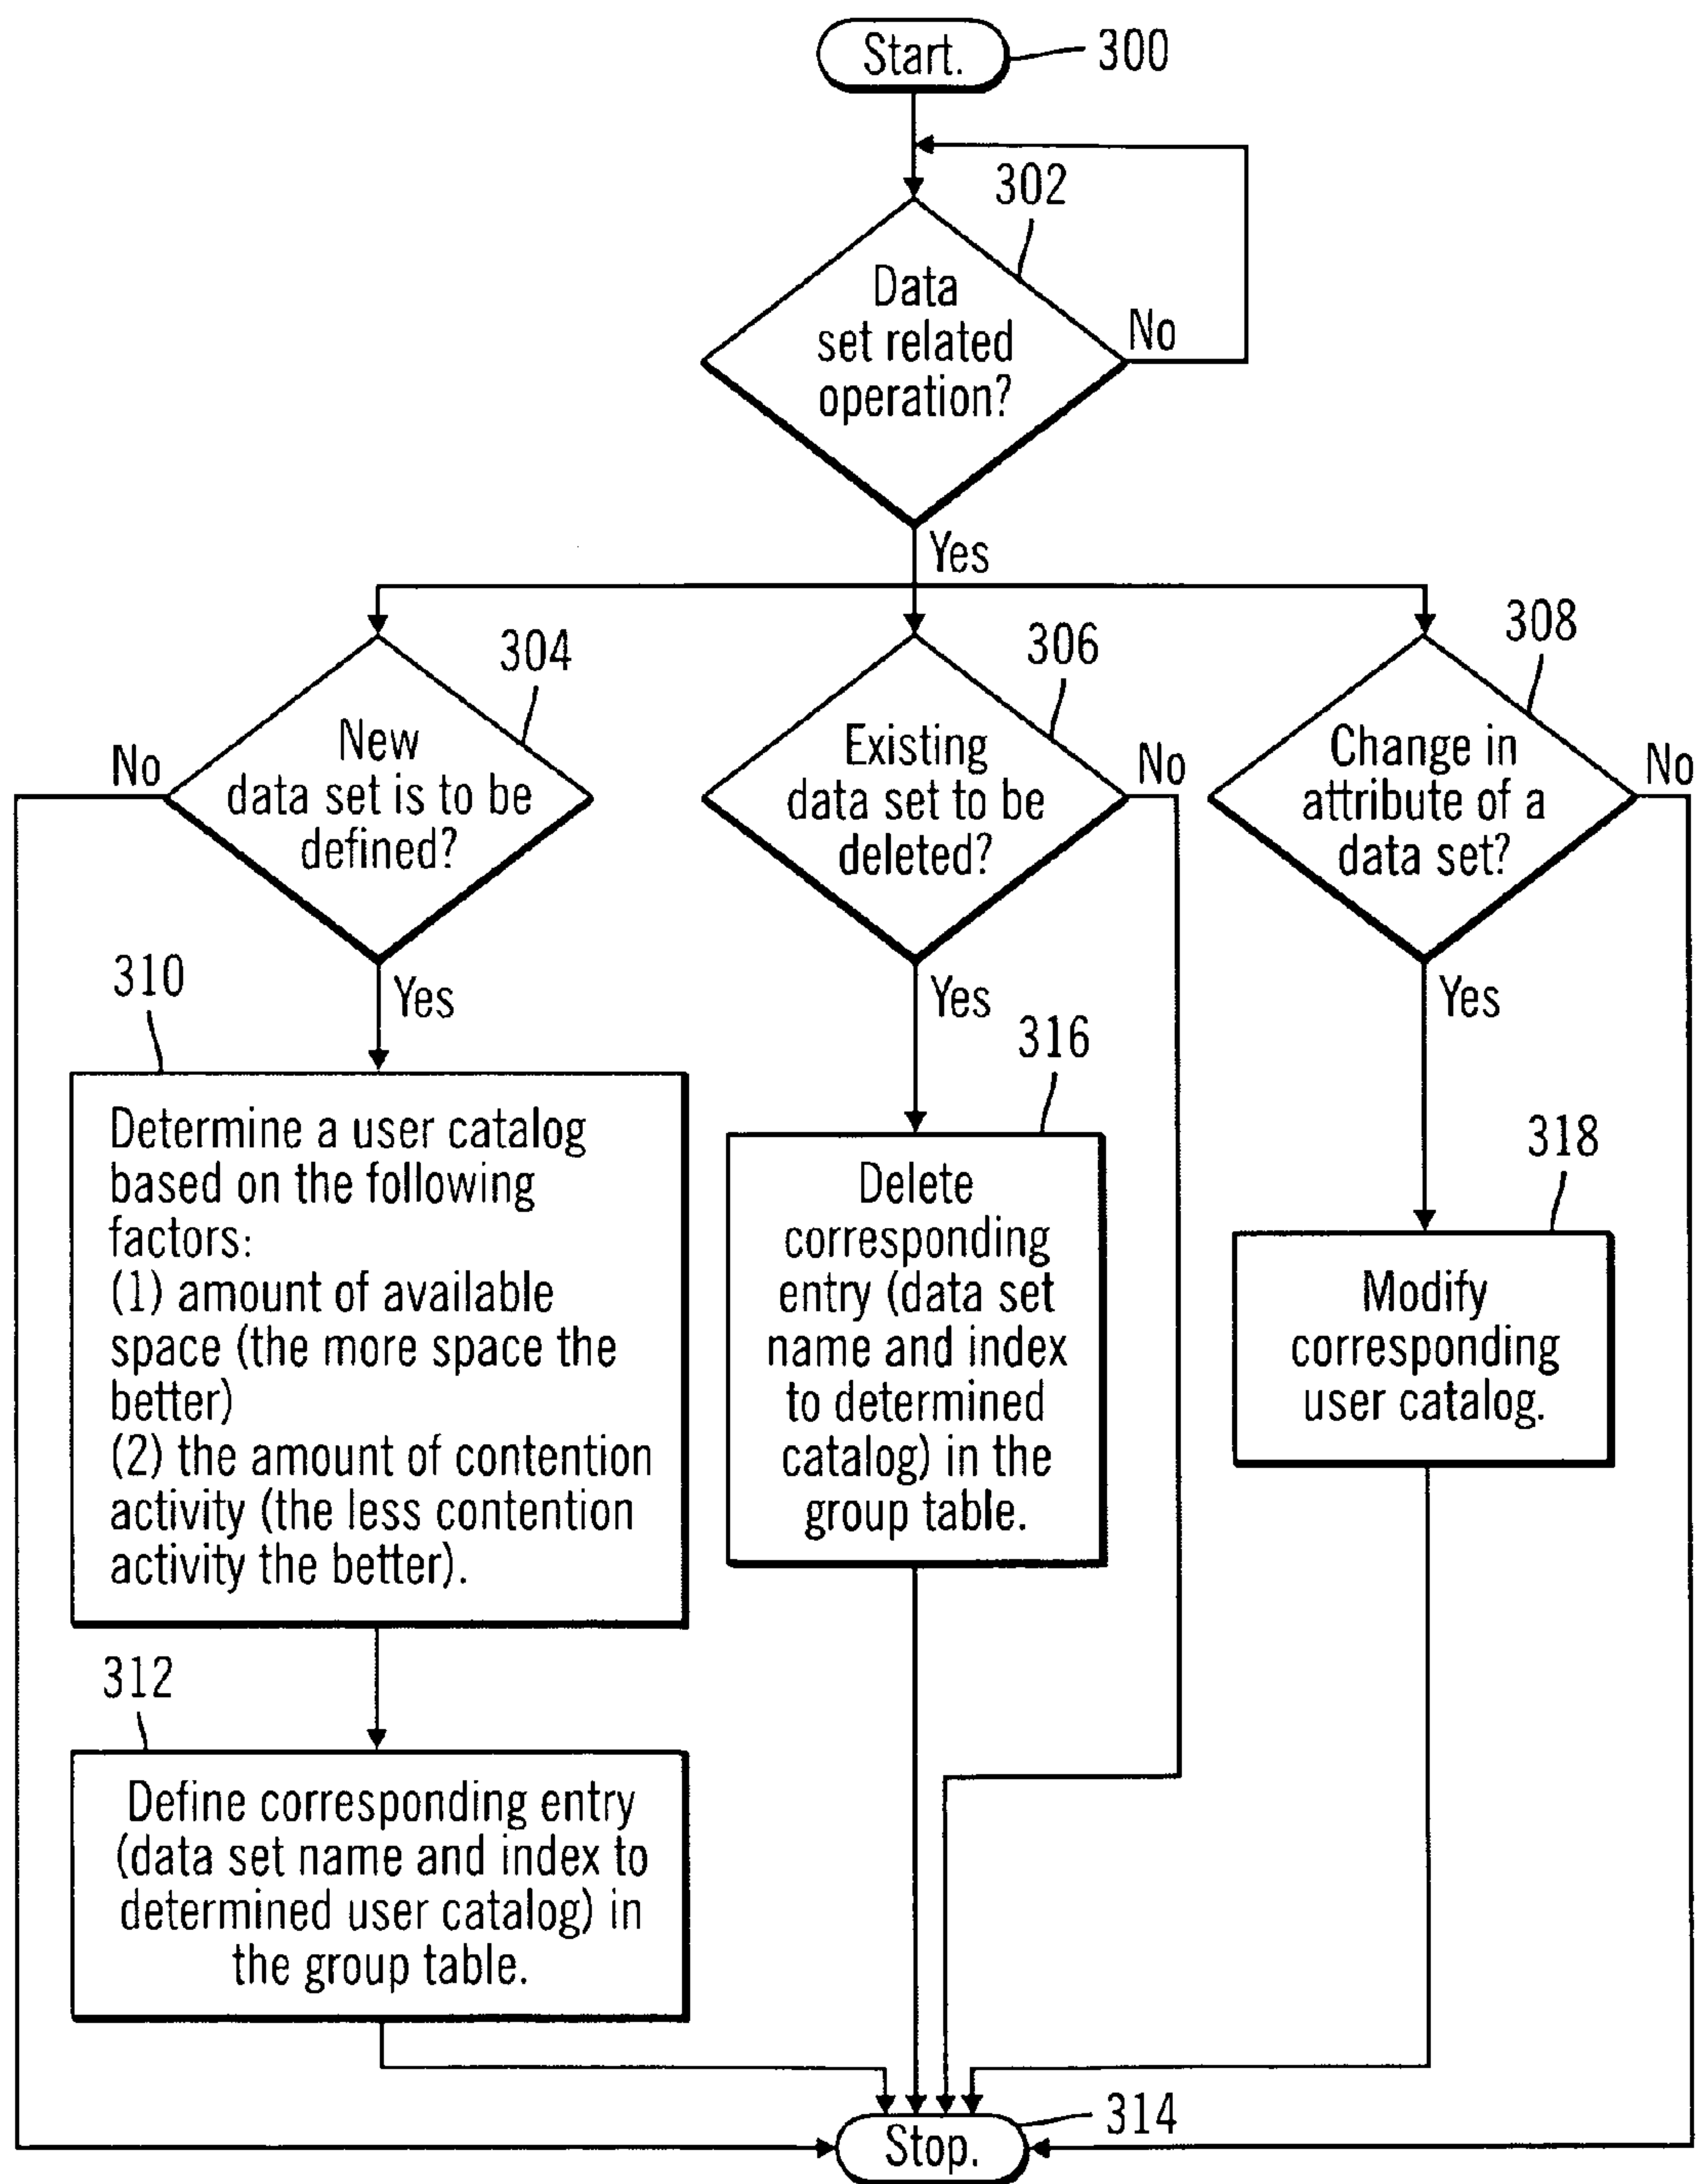 Start.
300
302
Data
set related
operation?
No
Yes
304
New
data set is to be
defined?
No
Yes
306
Existing
data set to be
deleted?
No
Yes
308
Change in
attribute of a
data set?
No
Yes
310
Determine a user catalog
based on the following
factors:
(1) amount of available
space (the more space the
better)
(2) the amount of contention
activity (the less contention
activity the better).
316
Delete
corresponding
entry (data set
name and index
to determined
catalog) in the
group table.
318
Modify
corresponding
user catalog.
312
Define corresponding entry
(data set name and index to
determined user catalog) in
the group table.
Stop.
314